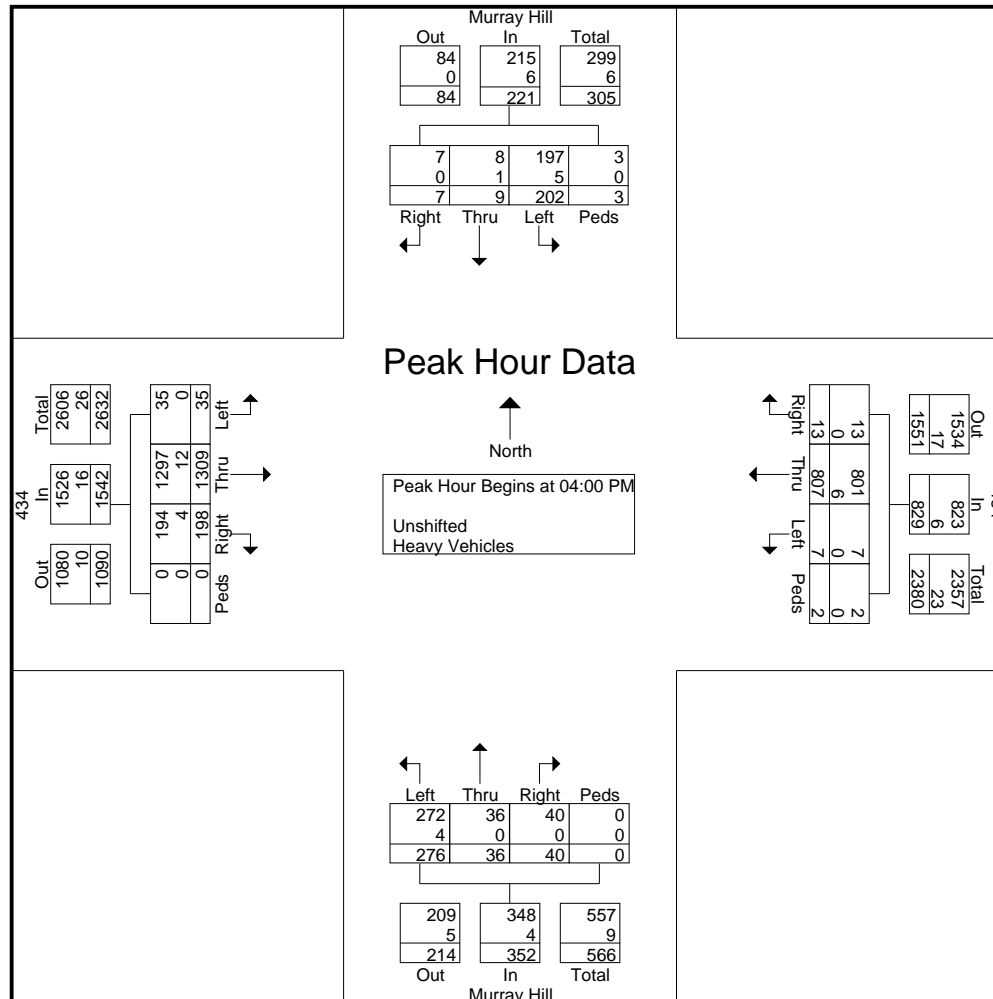 Murray Hill
Out In Total
84 215 299
0 6 6
84 221 305
7 8 197 3
0 1 5 0
7 9 202 3
Right Thru Left Peds
Peak Hour Data
North
Peak Hour Begins at 04:00 PM
Unshifted
Heavy Vehicles
434
Total In Out
2606 1526 1080
26 16 10
2632 1542 1090
35 1297 194 0
0 12 4 0
35 1309 198 0
Left Thru Right Peds
Out In Total
1534 823 2357
17 6 23
1551 829 2380
13 801 7 2
0 6 0 0
13 807 7 2
Right Thru Left Peds
Left Thru Right Peds
272 36 40 0
4 0 0 0
276 36 40 0
209 348 557
5 4 9
214 352 566
Out In Total
Murray Hill